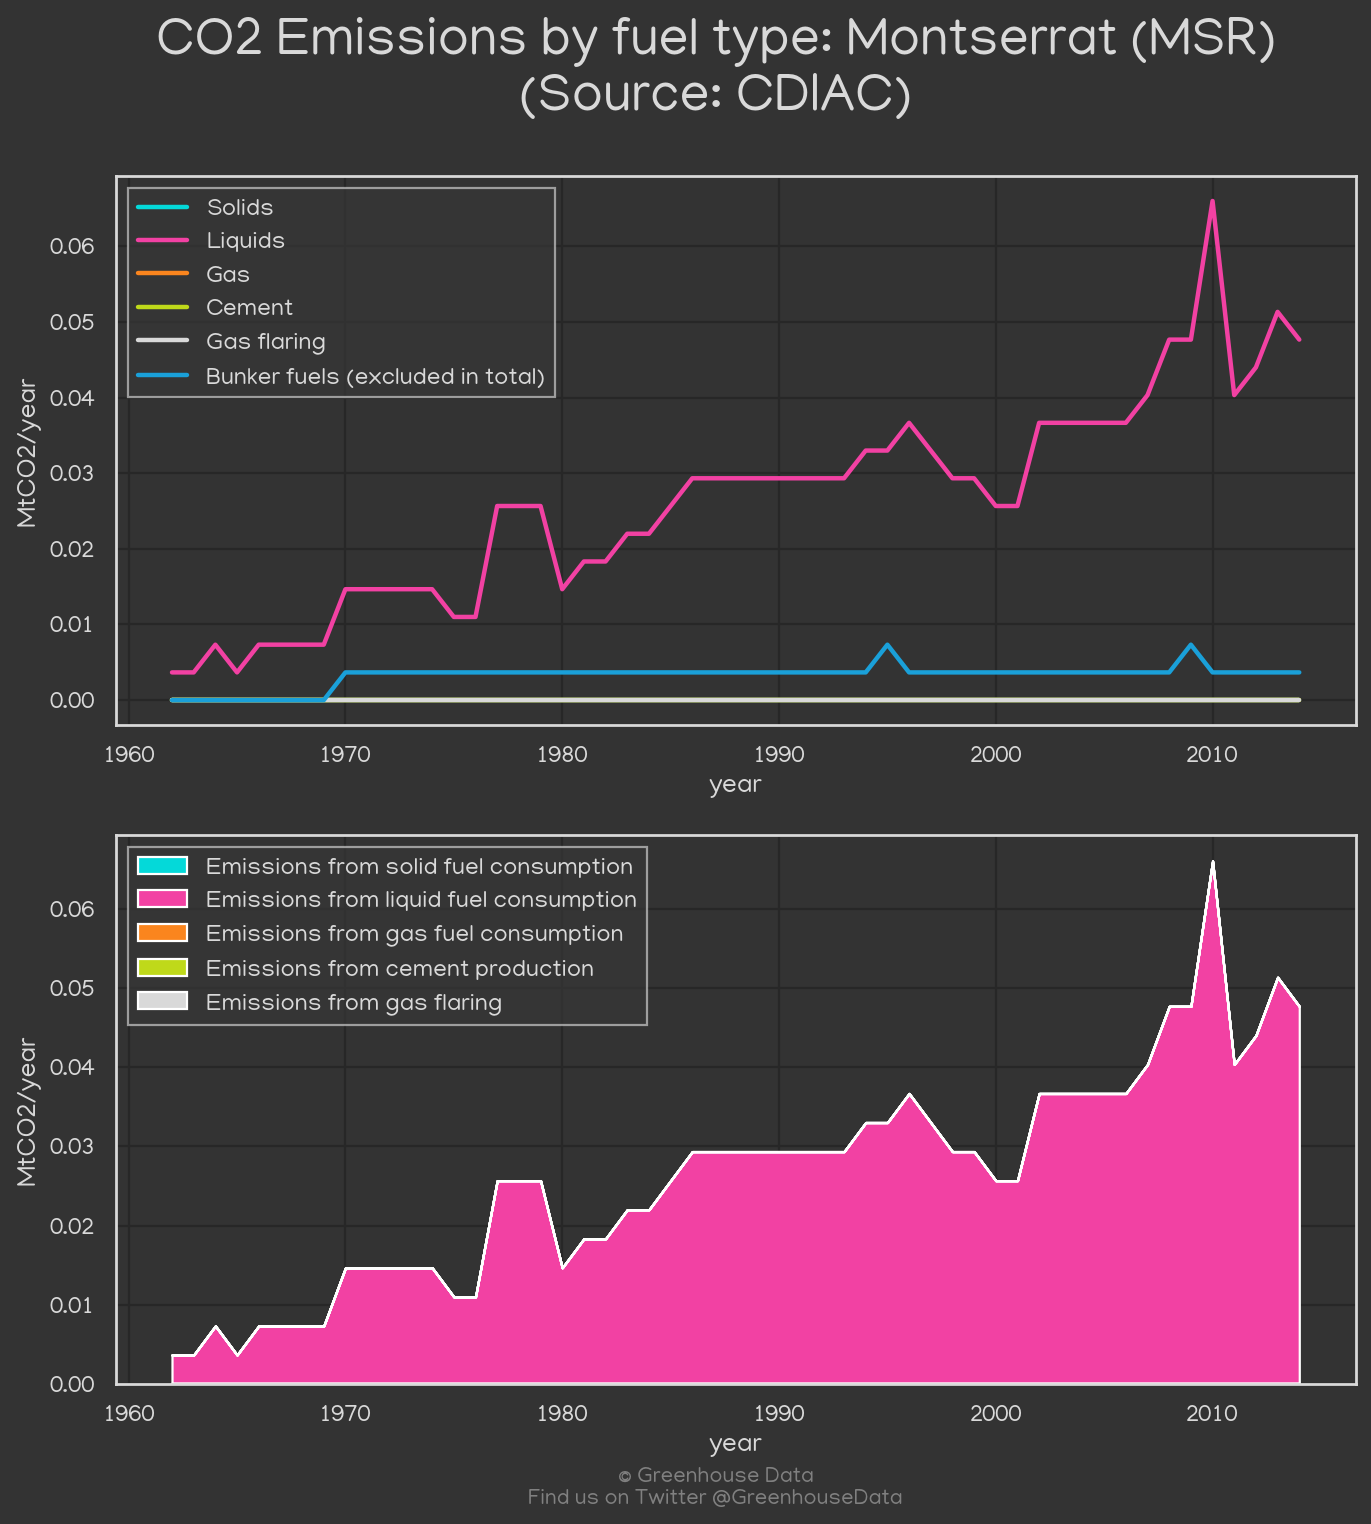 CO2 Emissions by fuel type: Montserrat (MSR)
(Source: CDIAC)
Solids
Liquids
Gas
Cement
Gas flaring
Bunker fuels (excluded in total)
MtCO2/year
0.06
0.05
0.04
0.03
0.02
0.01
0.00
1960 1970 1980 1990 2000 2010
year
Emissions from solid fuel consumption
Emissions from liquid fuel consumption
Emissions from gas fuel consumption
Emissions from cement production
Emissions from gas flaring
MtCO2/year
0.06
0.05
0.04
0.03
0.02
0.01
0.00
1960 1970 1980 1990 2000 2010
year
© Greenhouse Data
Find us on Twitter @GreenhouseData